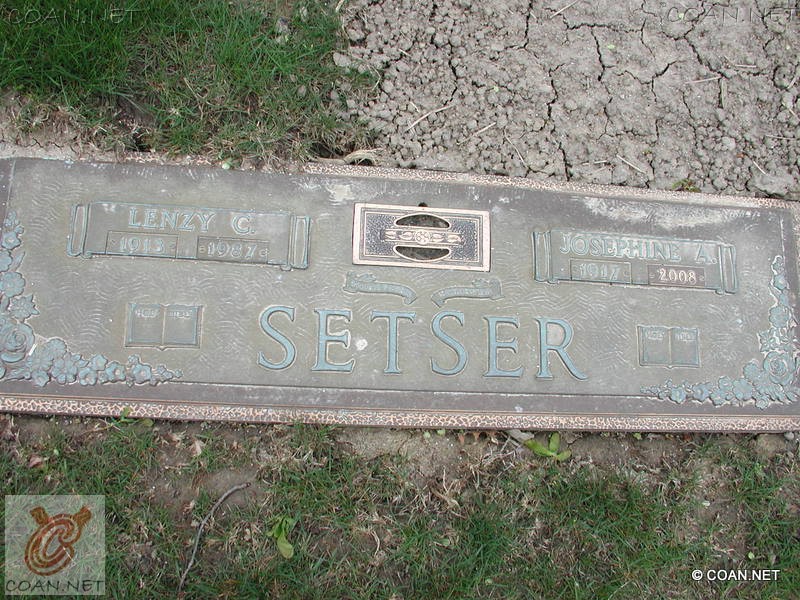 COAN.NET
COAN.NET
LENZY C.
1913 1987
JOSEPHINE A.
1917 2008
SETSER
COAN.NET
© COAN.NET